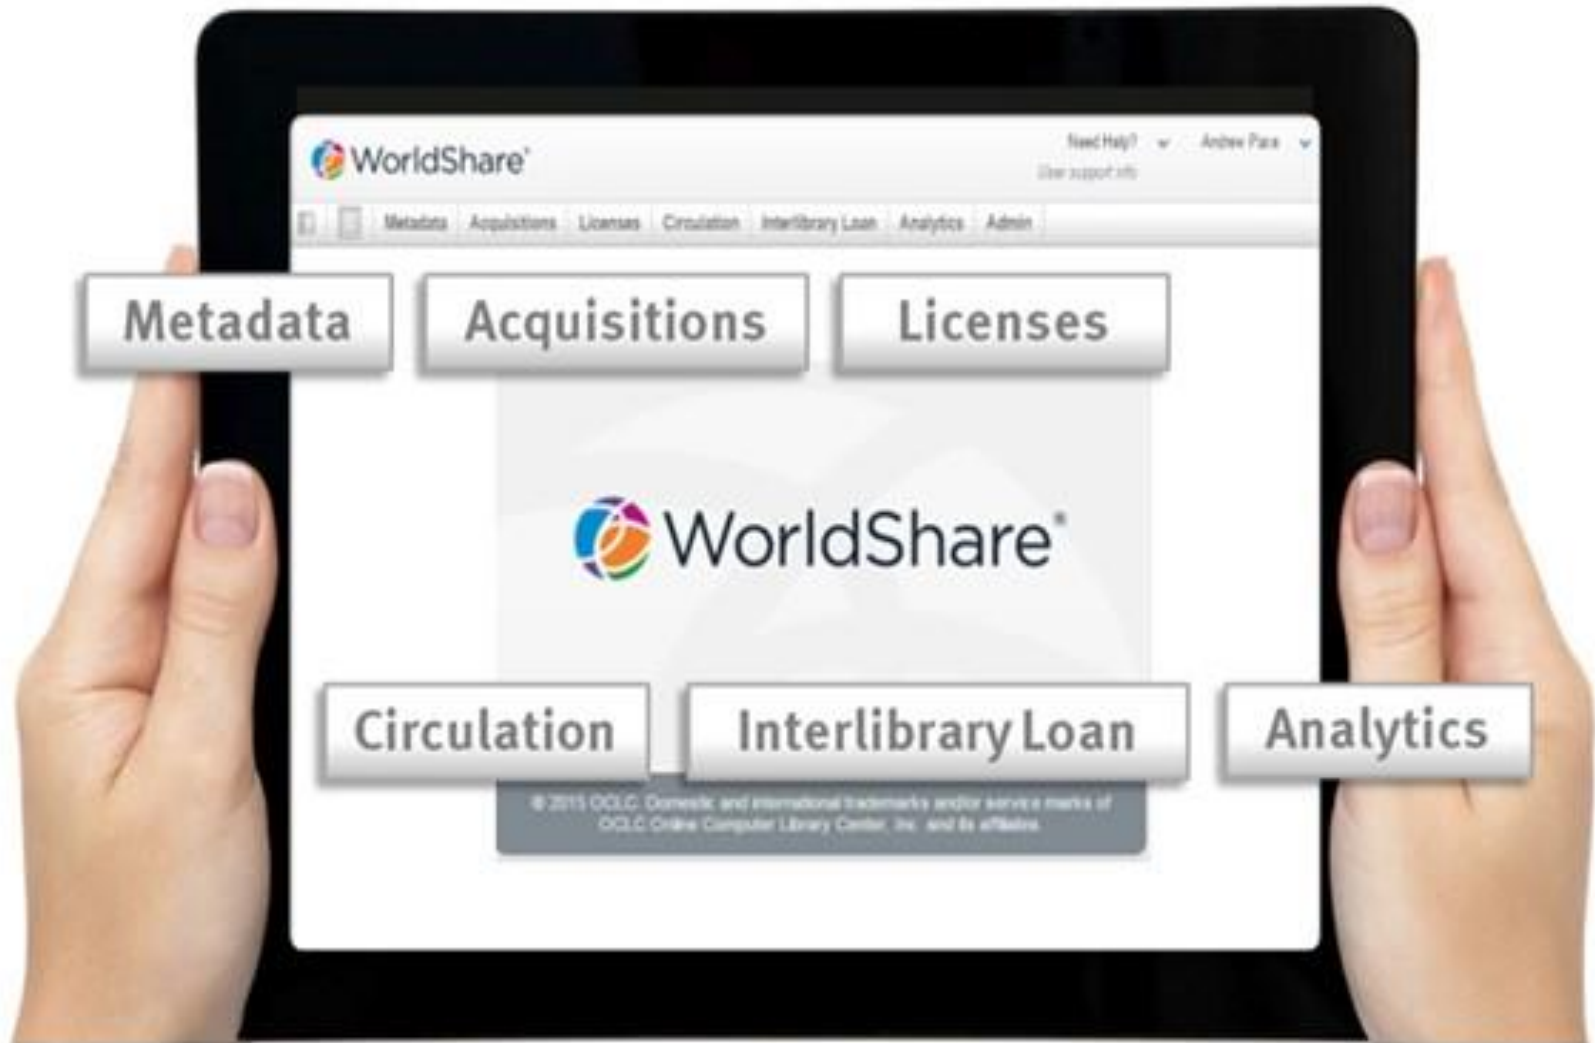 WorldShare®
Need Help?
Andrew Pace
User support info
Metadata Acquisitions Licenses Circulation Interlibrary Loan Analytics Admin
Metadata
Acquisitions
Licenses
WorldShare®
Circulation
Interlibrary Loan
Analytics
© 2015 OCLC Domestic and international trademarks and/or service marks of
OCLC Online Computer Library Center, Inc. and its affiliates